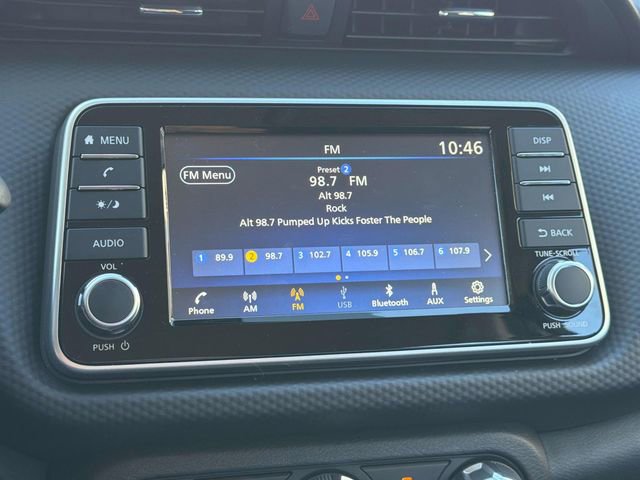 MENU
AUDIO
VOL
PUSH
FM
10:46
FM Menu
Preset 2
98.7 FM
Alt 98.7
Rock
Alt 98.7 Pumped Up Kicks Foster The People
1 89.9 2 98.7 3 102.7 4 105.9 5 106.7 6 107.9
Phone AM FM USB Bluetooth AUX Settings
DISP
BACK
TUNE-SCROLL
PUSH SOUND